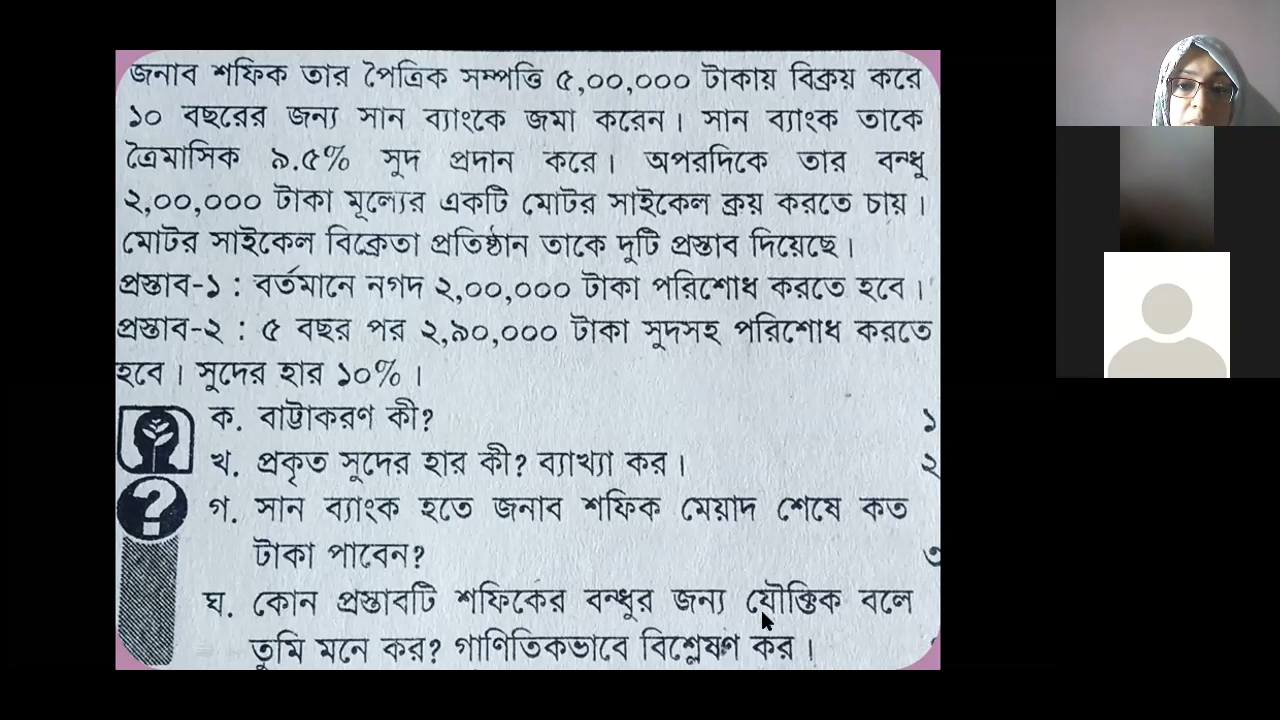 জনাব শফিক তার পৈত্রিক সম্পত্তি ৫,০০,০০০ টাকায় বিক্রয় করে
১০ বছরের জন্য সান ব্যাংকে জমা করেন। সান ব্যাংক তাকে
ত্রৈমাসিক ৯.৫% সুদ প্রদান করে। অপরদিকে তার বন্ধু
২,০০,০০০ টাকা মূল্যের একটি মোটর সাইকেল ক্রয় করতে চায়।
মোটর সাইকেল বিক্রেতা প্রতিষ্ঠান তাকে দুটি প্রস্তাব দিয়েছে।
প্রস্তাব-১ : বর্তমানে নগদ ২,০০,০০০ টাকা পরিশোধ করতে হবে।
প্রস্তাব-২ : ৫ বছর পর ২,৯০,০০০ টাকা সুদসহ পরিশোধ করতে
হবে। সুদের হার ১০%।
ক. বাট্টাকরণ কী? ১
খ. প্রকৃত সুদের হার কী? ব্যাখ্যা কর। ২
গ. সান ব্যাংক হতে জনাব শফিক মেয়াদ শেষে কত
টাকা পাবেন? ৩
ঘ. কোন প্রস্তাবটি শফিকের বন্ধুর জন্য যৌক্তিক বলে
তুমি মনে কর? গাণিতিকভাবে বিশ্লেষণ কর।